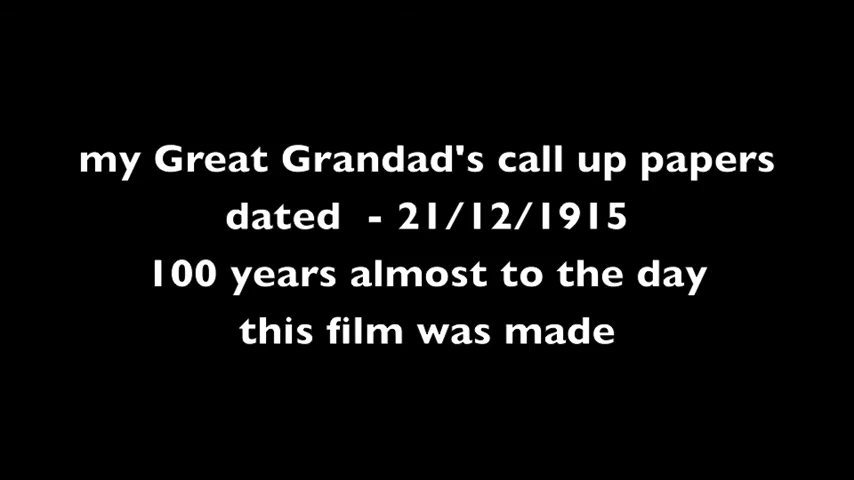 my Great Grandad's call up papers
dated  - 21/12/1915
100 years almost to the day
this film was made